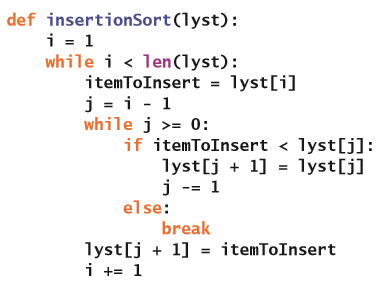 def insertionSort(lyst):
    i = 1
    while i < len(lyst):
        itemToInsert = lyst[i]
        j = i - 1
        while j >= 0:
            if itemToInsert < lyst[j]:
                lyst[j + 1] = lyst[j]
                j -= 1
            else:
                break
        lyst[j + 1] = itemToInsert
        i += 1